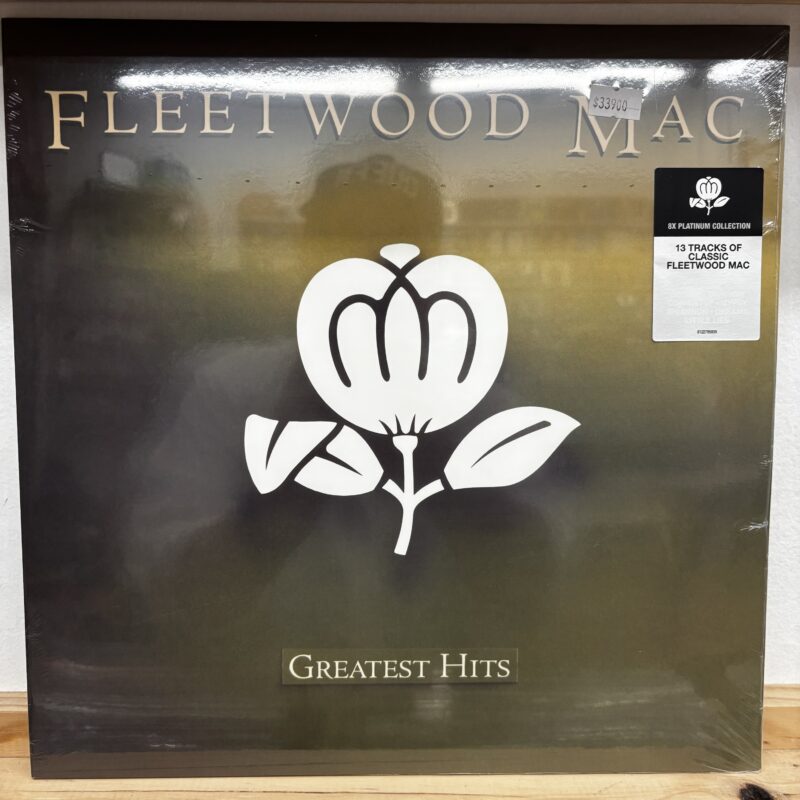 FLEETWOOD MAC
$33900
8X PLATINUM COLLECTION
13 TRACKS OF
CLASSIC
FLEETWOOD MAC
GREATEST HITS